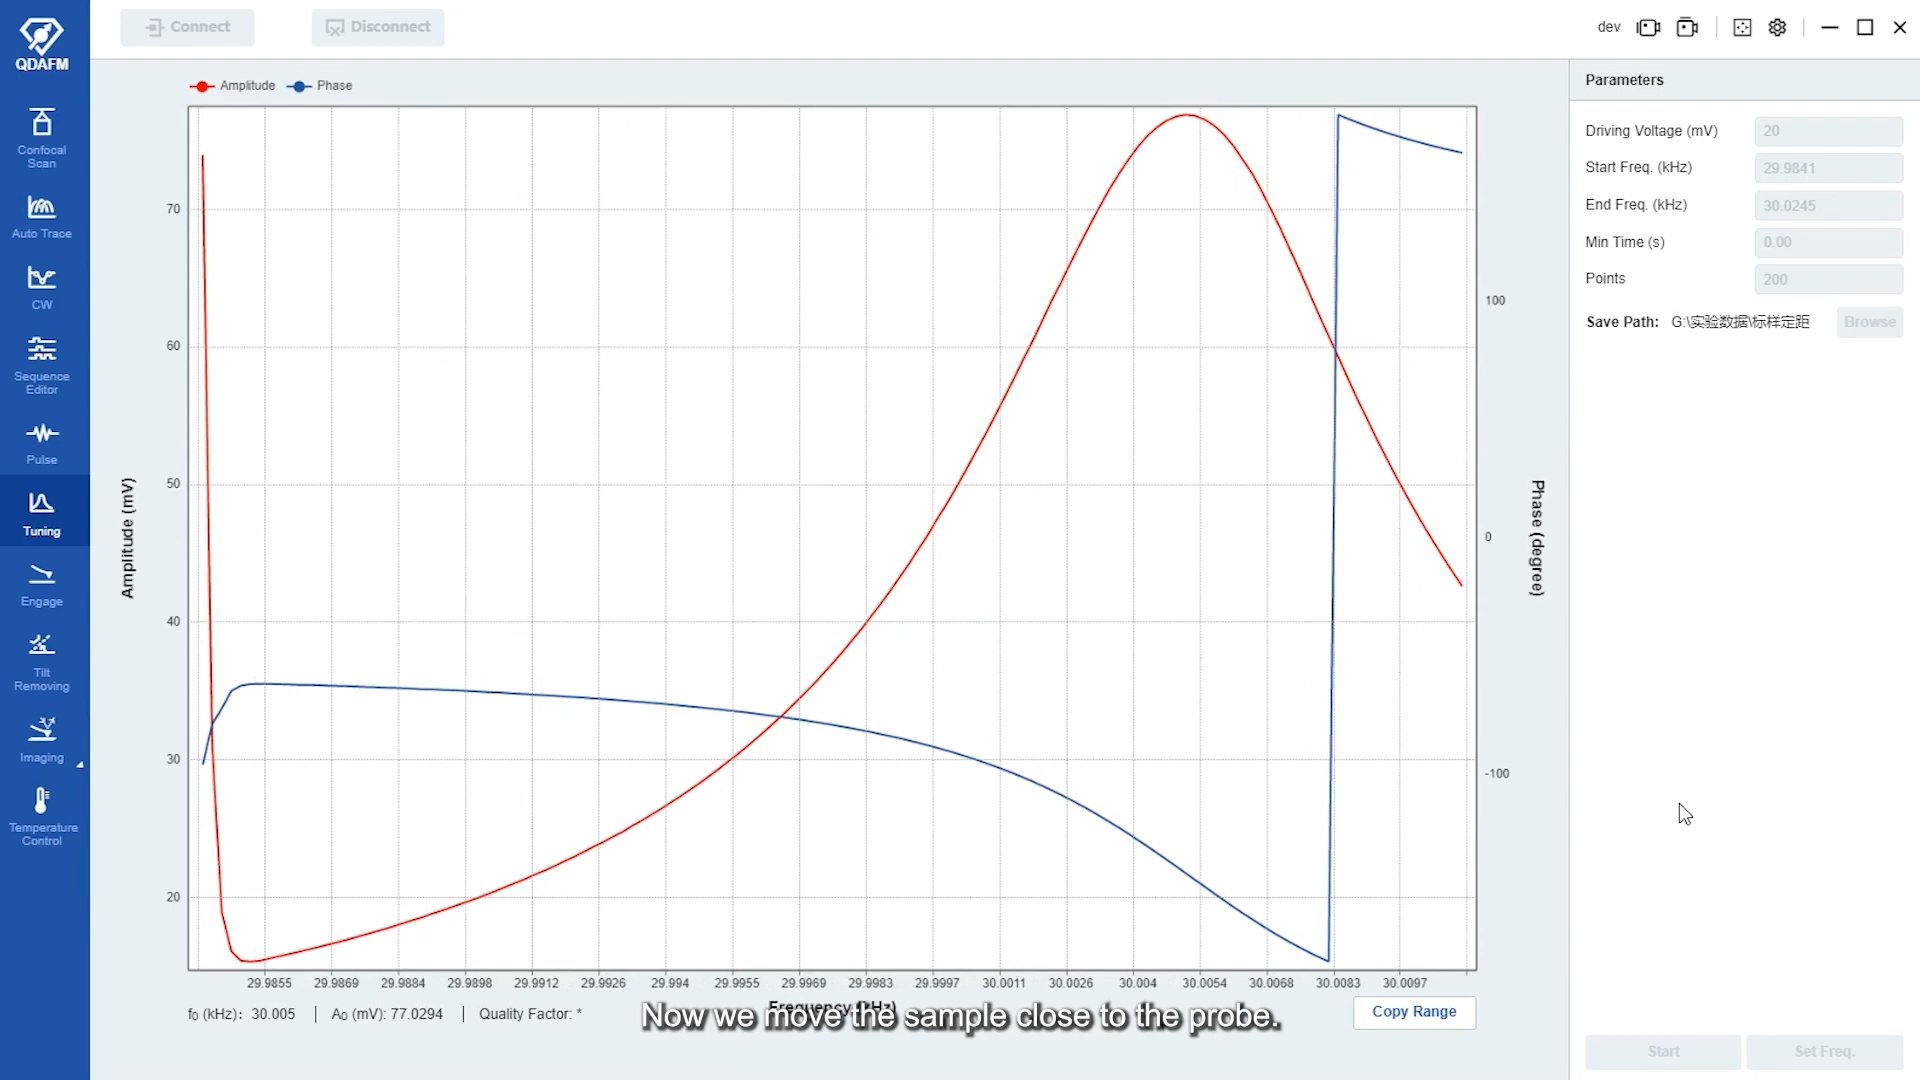 QDAFM
Confocal
Scan
Auto Trace
CW
Sequence
Editor
Pulse
Tuning
Engage
Tilt
Removing
Imaging
Temperature
Control
Connect
Disconnect
dev
Amplitude
Phase
70
60
50
40
30
20
Amplitude (mV)
100
0
-100
Phase (degree)
29.9855 29.9869 29.9884 29.9898 29.9912 29.9926 29.994 29.9955 29.9969 29.9983 29.9997 30.0011 30.0026 30.004 30.0054 30.0068 30.0083 30.0097
Frequency (kHz)
f₀ (kHz): 30.005 | A₀ (mV): 77.0294 | Quality Factor: *
Now we move the sample close to the probe.
Copy Range
Parameters
Driving Voltage (mV) 20
Start Freq. (kHz) 29.9841
End Freq. (kHz) 30.0245
Min Time (s) 0.00
Points 200
Save Path: G:\实验数据\标样定距 Browse
Start Set Freq.